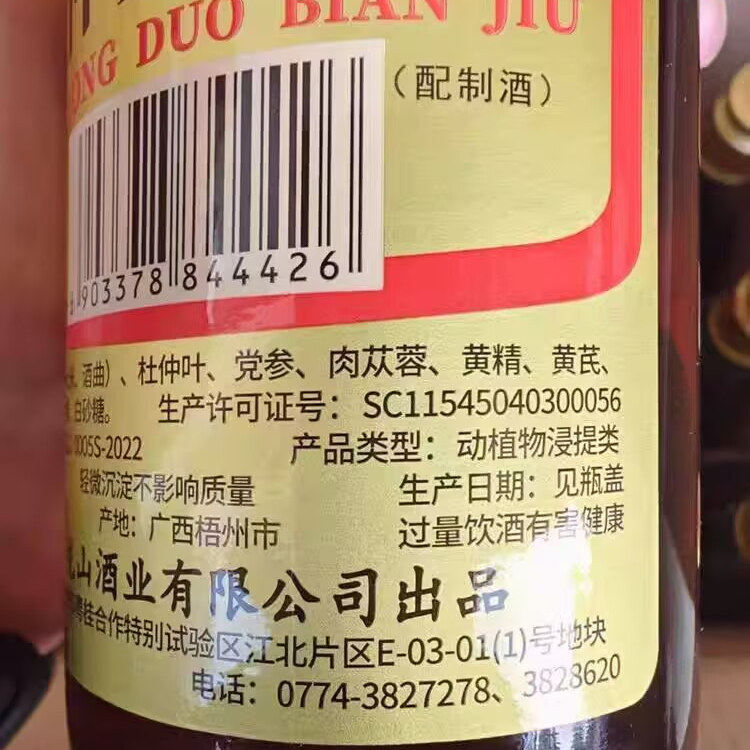 ONG DUO BIAN JIU
（配制酒）
903378 844426
酒曲）、杜仲叶、党参、肉苁蓉、黄精、黄芪、
白砂糖。 生产许可证号：SC11545040300056
0005S-2022 产品类型：动植物浸提类
轻微沉淀不影响质量 生产日期：见瓶盖
产地：广西梧州市 过量饮酒有害健康
山酒业有限公司出品
桂合作特别试验区江北片区E-03-01(1)号地块
电话：0774-3827278、3828620